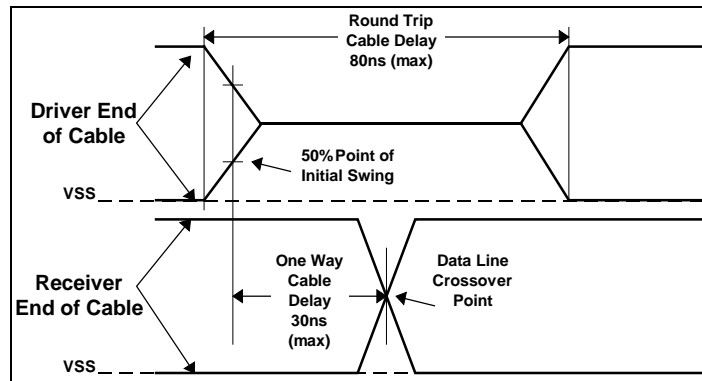 Round Trip
Cable Delay
80ns (max)
Driver End
of Cable
50% Point of
Initial Swing
VSS
One Way
Cable
Delay
30ns
(max)
Data Line
Crossover
Point
Receiver
End of Cable
VSS